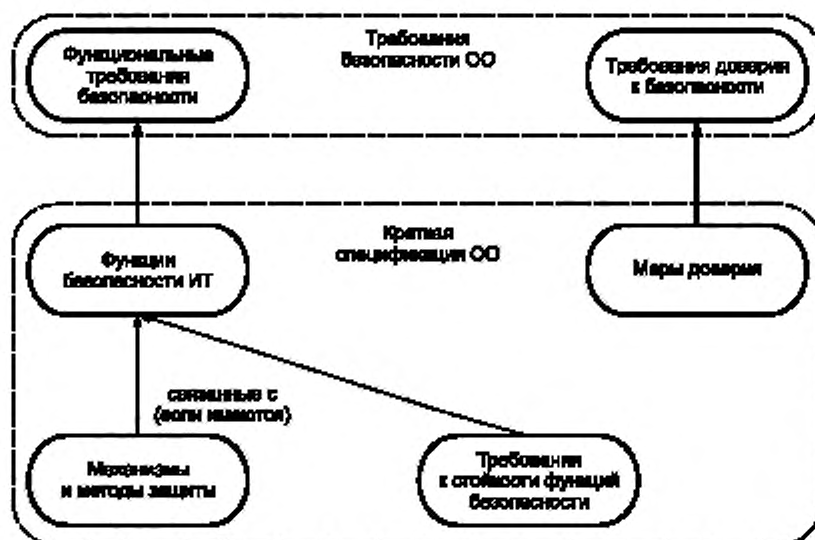 Функциональные
требования
безопасности
Требования
безопасности ОО
Требования доверия
к безопасности
Функции
безопасности ИТ
Краткая
спецификация ОО
Меры доверия
связанные с
(если имеются)
Механизмы
и методы защиты
Требования
к стойкости функций
безопасности